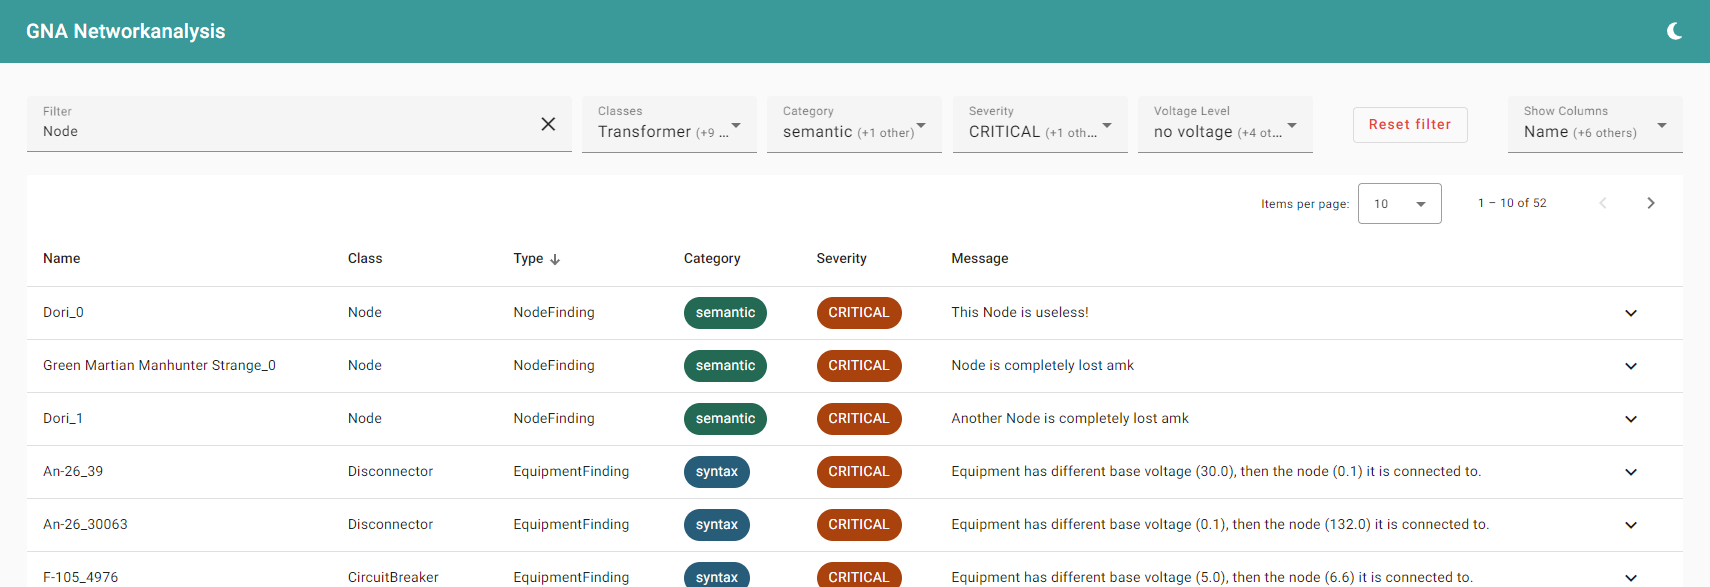 GNA Networkanalysis
Filter
Node
Classes
Transformer (+9 ...
Category
semantic (+1 other)
Severity
CRITICAL (+1 oth...
Voltage Level
no voltage (+4 ot...
Reset filter
Show Columns
Name (+6 others)
Items per page: 10 1 – 10 of 52
Name Class Type Category Severity Message
Dori_0 Node NodeFinding semantic CRITICAL This Node is useless!
Green Martian Manhunter Strange_0 Node NodeFinding semantic CRITICAL Node is completely lost amk
Dori_1 Node NodeFinding semantic CRITICAL Another Node is completely lost amk
An-26_39 Disconnector EquipmentFinding syntax CRITICAL Equipment has different base voltage (30.0), then the node (0.1) it is connected to.
An-26_30063 Disconnector EquipmentFinding syntax CRITICAL Equipment has different base voltage (0.1), then the node (132.0) it is connected to.
F-105_4976 CircuitBreaker EquipmentFinding syntax CRITICAL Equipment has different base voltage (5.0), then the node (6.6) it is connected to.